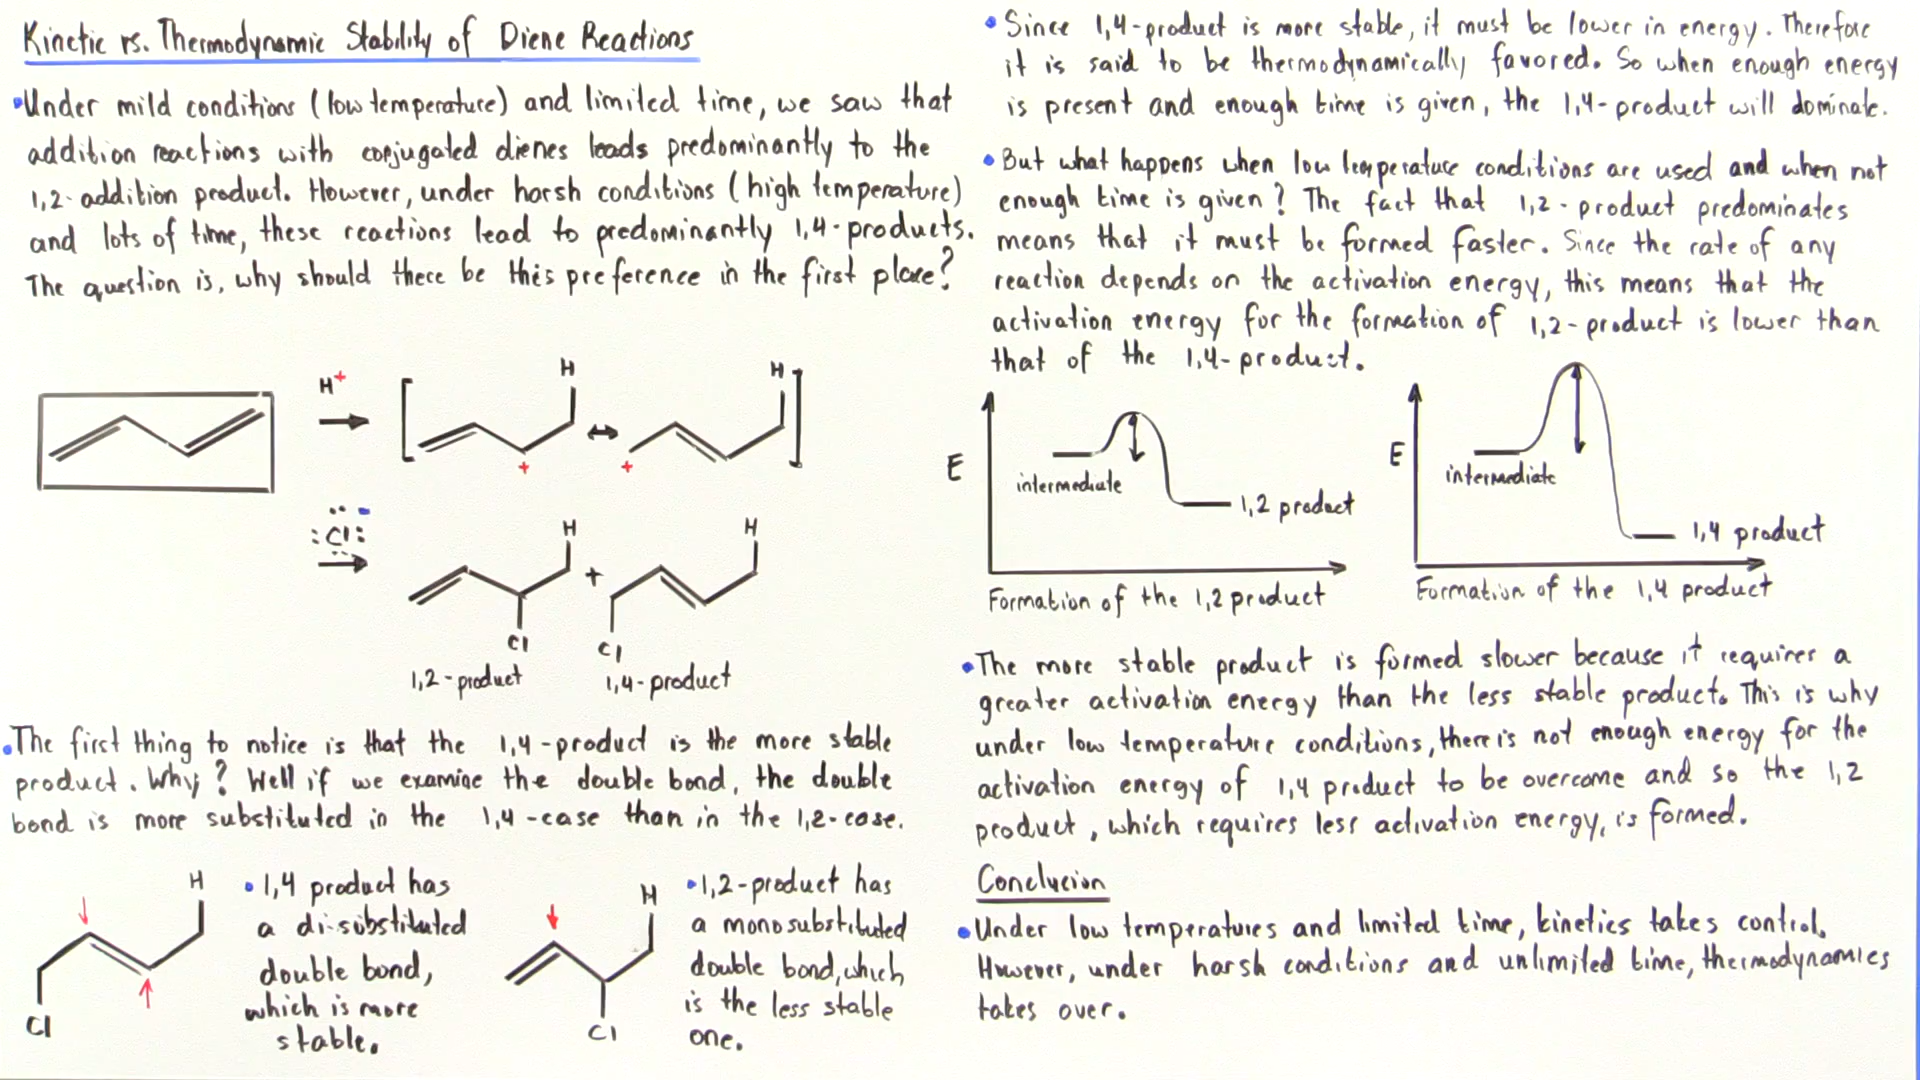 Kinetic vs. Thermodynamic Stability of Diene Reactions
•Under mild conditions (low temperature) and limited time, we saw that
addition reactions with conjugated dienes leads predominantly to the
1,2-addition product. However, under harsh conditions (high temperature)
and lots of time, these reactions lead to predominantly 1,4-products.
The question is, why should there be this preference in the first place?
H+
H
H
+
+
:Cl:-
H
H
+
Cl
Cl
1,2-product
1,4-product
•The first thing to notice is that the 1,4-product is the more stable
product. Why? Well if we examine the double bond, the double
bond is more substituted in the 1,4-case than in the 1,2-case.
H
Cl
•1,4 product has
a di-substituted
double bond,
which is more
stable.
H
Cl
•1,2-product has
a monosubstituted
double bond, which
is the less stable
one.
•Since 1,4-product is more stable, it must be lower in energy. Therefore
it is said to be thermodynamically favored. So when enough energy
is present and enough time is given, the 1,4-product will dominate.
•But what happens when low temperature conditions are used and when not
enough time is given? The fact that 1,2-product predominates
means that it must be formed faster. Since the rate of any
reaction depends on the activation energy, this means that the
activation energy for the formation of 1,2-product is lower than
that of the 1,4-product.
E
intermediate
1,2 product
Formation of the 1,2 product
E
intermediate
1,4 product
Formation of the 1,4 product
•The more stable product is formed slower because it requires a
greater activation energy than the less stable product. This is why
under low temperature conditions, there is not enough energy for the
activation energy of 1,4 product to be overcome and so the 1,2
product, which requires less activation energy, is formed.
Conclusion
•Under low temperatures and limited time, kinetics takes control.
However, under harsh conditions and unlimited time, thermodynamics
takes over.